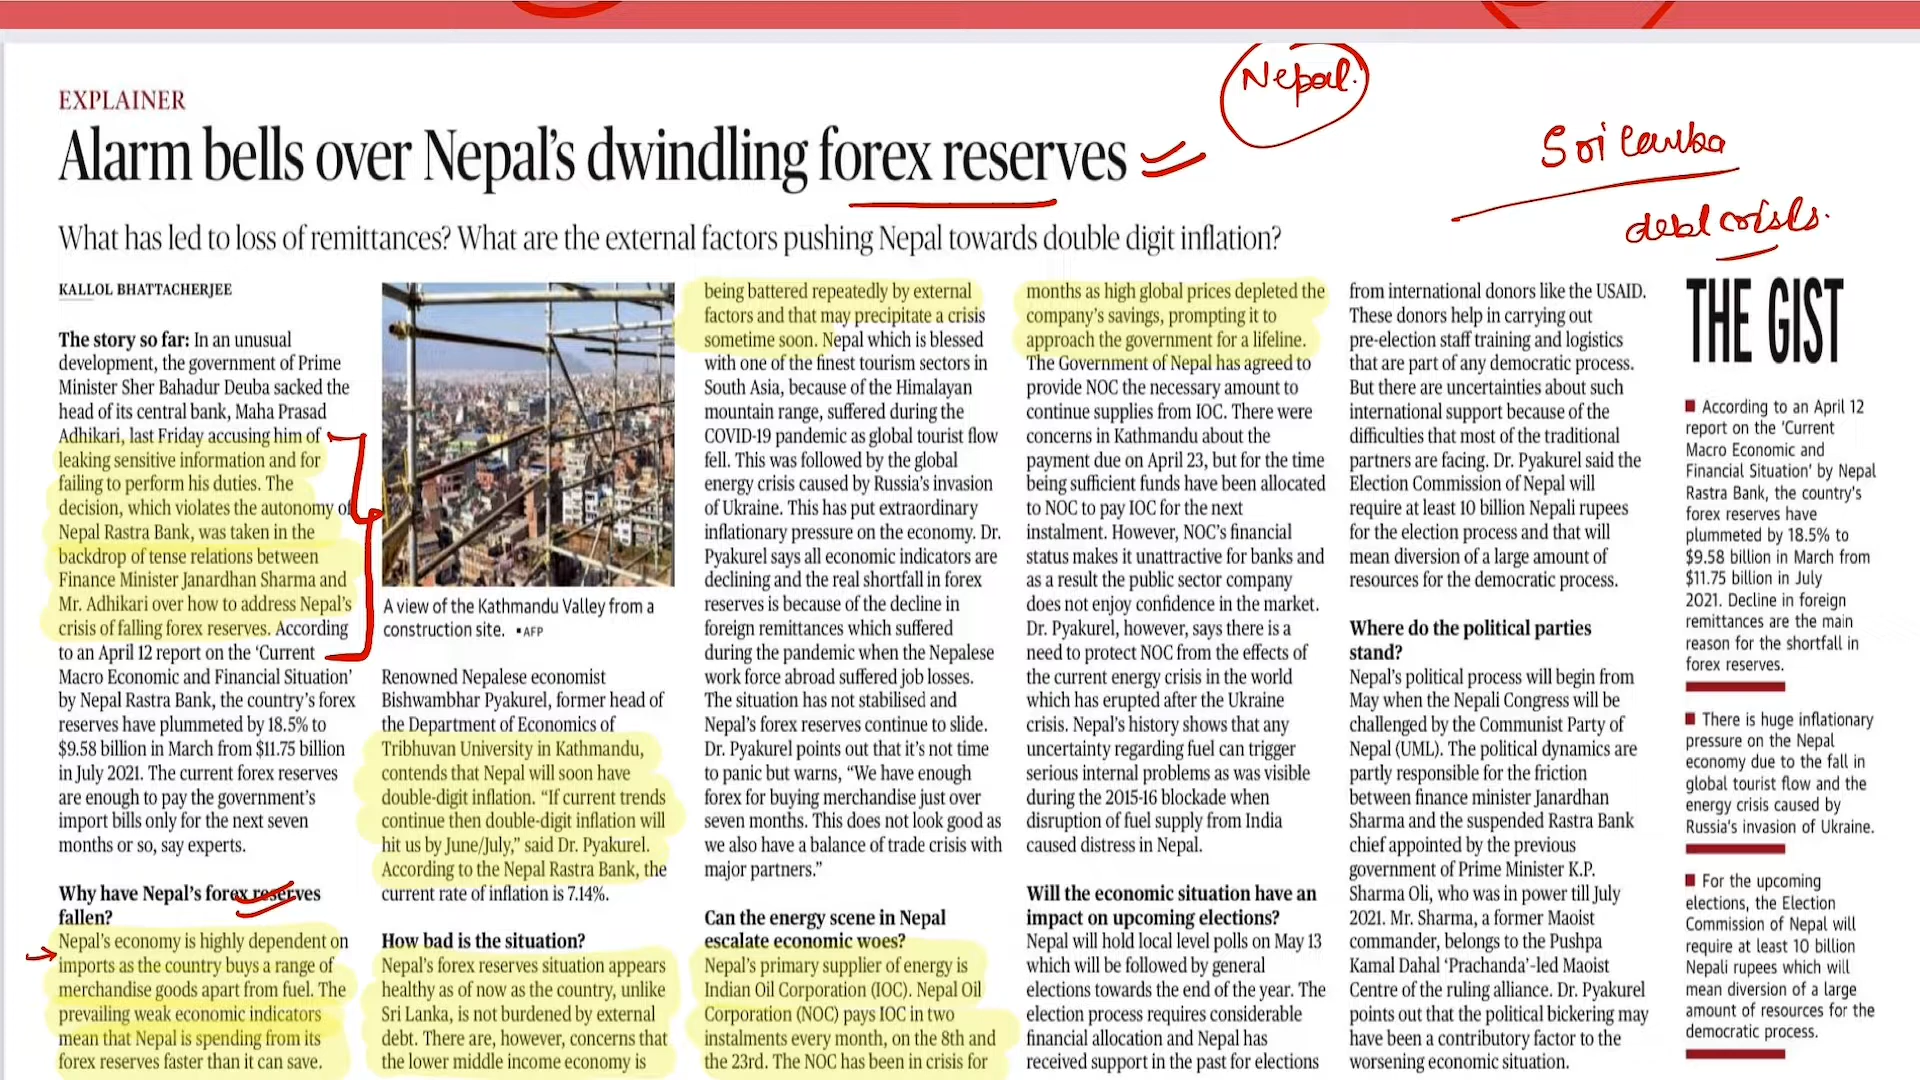 Nepal.
Sri Lanka
debt crisis.
EXPLAINER
Alarm bells over Nepal's dwindling forex reserves
What has led to loss of remittances? What are the external factors pushing Nepal towards double digit inflation?
KALLOL BHATTACHERJEE
The story so far: In an unusual
development, the government of Prime
Minister Sher Bahadur Deuba sacked the
head of its central bank, Maha Prasad
Adhikari, last Friday accusing him of
leaking sensitive information and for
failing to perform his duties. The
decision, which violates the autonomy of
Nepal Rastra Bank, was taken in the
backdrop of tense relations between
Finance Minister Janardhan Sharma and
Mr. Adhikari over how to address Nepal's
crisis of falling forex reserves. According
to an April 12 report on the 'Current
Macro Economic and Financial Situation'
by Nepal Rastra Bank, the country's forex
reserves have plummeted by 18.5% to
$9.58 billion in March from $11.75 billion
in July 2021. The current forex reserves
are enough to pay the government's
import bills only for the next seven
months or so, say experts.
Why have Nepal's forex reserves
fallen?
Nepal's economy is highly dependent on
imports as the country buys a range of
merchandise goods apart from fuel. The
prevailing weak economic indicators
mean that Nepal is spending from its
forex reserves faster than it can save.
A view of the Kathmandu Valley from a
construction site. ▪AFP
Renowned Nepalese economist
Bishwambhar Pyakurel, former head of
the Department of Economics of
Tribhuvan University in Kathmandu,
contends that Nepal will soon have
double-digit inflation. “If current trends
continue then double-digit inflation will
hit us by June/July,” said Dr. Pyakurel.
According to the Nepal Rastra Bank, the
current rate of inflation is 7.14%.
How bad is the situation?
Nepal's forex reserves situation appears
healthy as of now as the country, unlike
Sri Lanka, is not burdened by external
debt. There are, however, concerns that
the lower middle income economy is
being battered repeatedly by external
factors and that may precipitate a crisis
sometime soon. Nepal which is blessed
with one of the finest tourism sectors in
South Asia, because of the Himalayan
mountain range, suffered during the
COVID-19 pandemic as global tourist flow
fell. This was followed by the global
energy crisis caused by Russia's invasion
of Ukraine. This has put extraordinary
inflationary pressure on the economy. Dr.
Pyakurel says all economic indicators are
declining and the real shortfall in forex
reserves is because of the decline in
foreign remittances which suffered
during the pandemic when the Nepalese
work force abroad suffered job losses.
The situation has not stabilised and
Nepal's forex reserves continue to slide.
Dr. Pyakurel points out that it's not time
to panic but warns, “We have enough
forex for buying merchandise just over
seven months. This does not look good as
we also have a balance of trade crisis with
major partners.”
Can the energy scene in Nepal
escalate economic woes?
Nepal's primary supplier of energy is
Indian Oil Corporation (IOC). Nepal Oil
Corporation (NOC) pays IOC in two
instalments every month, on the 8th and
the 23rd. The NOC has been in crisis for
months as high global prices depleted the
company's savings, prompting it to
approach the government for a lifeline.
The Government of Nepal has agreed to
provide NOC the necessary amount to
continue supplies from IOC. There were
concerns in Kathmandu about the
payment due on April 23, but for the time
being sufficient funds have been allocated
to NOC to pay IOC for the next
instalment. However, NOC's financial
status makes it unattractive for banks and
as a result the public sector company
does not enjoy confidence in the market.
Dr. Pyakurel, however, says there is a
need to protect NOC from the effects of
the current energy crisis in the world
which has erupted after the Ukraine
crisis. Nepal's history shows that any
uncertainty regarding fuel can trigger
serious internal problems as was visible
during the 2015-16 blockade when
disruption of fuel supply from India
caused distress in Nepal.
Will the economic situation have an
impact on upcoming elections?
Nepal will hold local level polls on May 13
which will be followed by general
elections towards the end of the year. The
election process requires considerable
financial allocation and Nepal has
received support in the past for elections
from international donors like the USAID.
These donors help in carrying out
pre-election staff training and logistics
that are part of any democratic process.
But there are uncertainties about such
international support because of the
difficulties that most of the traditional
partners are facing. Dr. Pyakurel said the
Election Commission of Nepal will
require at least 10 billion Nepali rupees
for the election process and that will
mean diversion of a large amount of
resources for the democratic process.
Where do the political parties
stand?
Nepal's political process will begin from
May when the Nepali Congress will be
challenged by the Communist Party of
Nepal (UML). The political dynamics are
partly responsible for the friction
between finance minister Janardhan
Sharma and the suspended Rastra Bank
chief appointed by the previous
government of Prime Minister K.P.
Sharma Oli, who was in power till July
2021. Mr. Sharma, a former Maoist
commander, belongs to the Pushpa
Kamal Dahal ‘Prachanda’-led Maoist
Centre of the ruling alliance. Dr. Pyakurel
points out that the political bickering may
have been a contributory factor to the
worsening economic situation.
THE GIST
▪ According to an April 12
report on the ‘Current
Macro Economic and
Financial Situation’ by Nepal
Rastra Bank, the country's
forex reserves have
plummeted by 18.5% to
$9.58 billion in March from
$11.75 billion in July
2021. Decline in foreign
remittances are the main
reason for the shortfall in
forex reserves.
▪ There is huge inflationary
pressure on the Nepal
economy due to the fall in
global tourist flow and the
energy crisis caused by
Russia's invasion of Ukraine.
▪ For the upcoming
elections, the Election
Commission of Nepal will
require at least 10 billion
Nepali rupees which will
mean diversion of a large
amount of resources for the
democratic process.